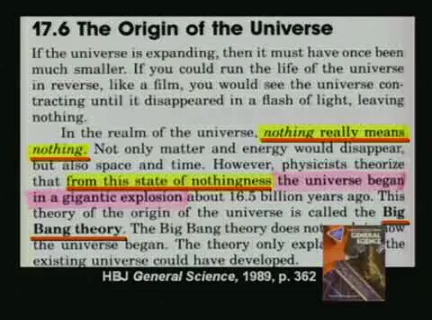 17.6 The Origin of the Universe
If the universe is expanding, then it must have once been
much smaller. If you could run the life of the universe
in reverse, like a film, you would see the universe con-
tracting until it disappeared in a flash of light, leaving
nothing.
In the realm of the universe, nothing really means
nothing. Not only matter and energy would disappear,
but also space and time. However, physicists theorize
that from this state of nothingness the universe began
in a gigantic explosion about 16.5 billion years ago. This
theory of the origin of the universe is called the Big
Bang theory. The Big Bang theory does not
the universe began. The theory only the
existing universe could have developed.
HBJ General Science, 1989, p. 362
GENERAL
SCIENCE